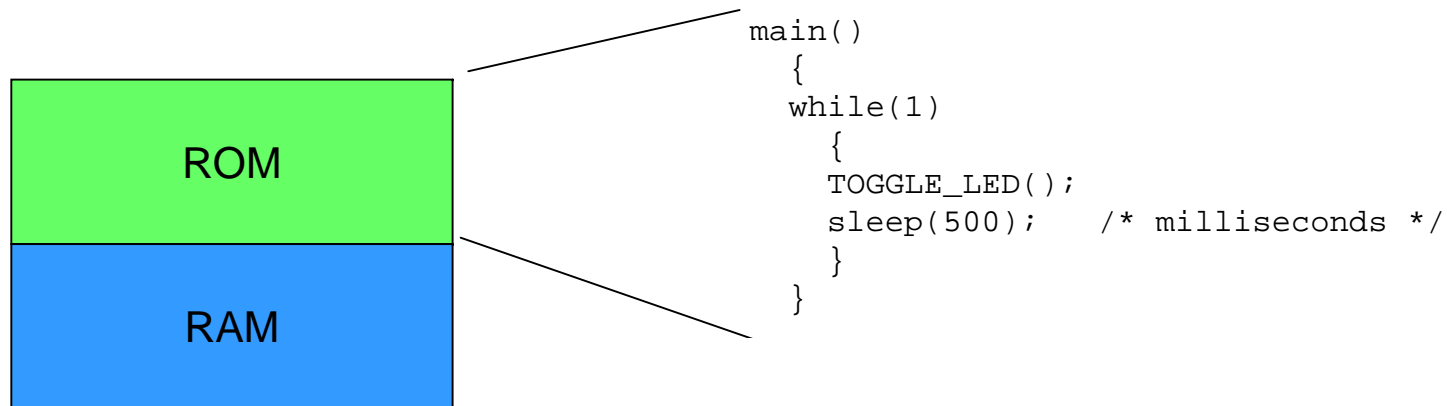 ROM
RAM
main()
{
while(1)
{
TOGGLE_LED();
sleep(500); /* milliseconds */
}
}